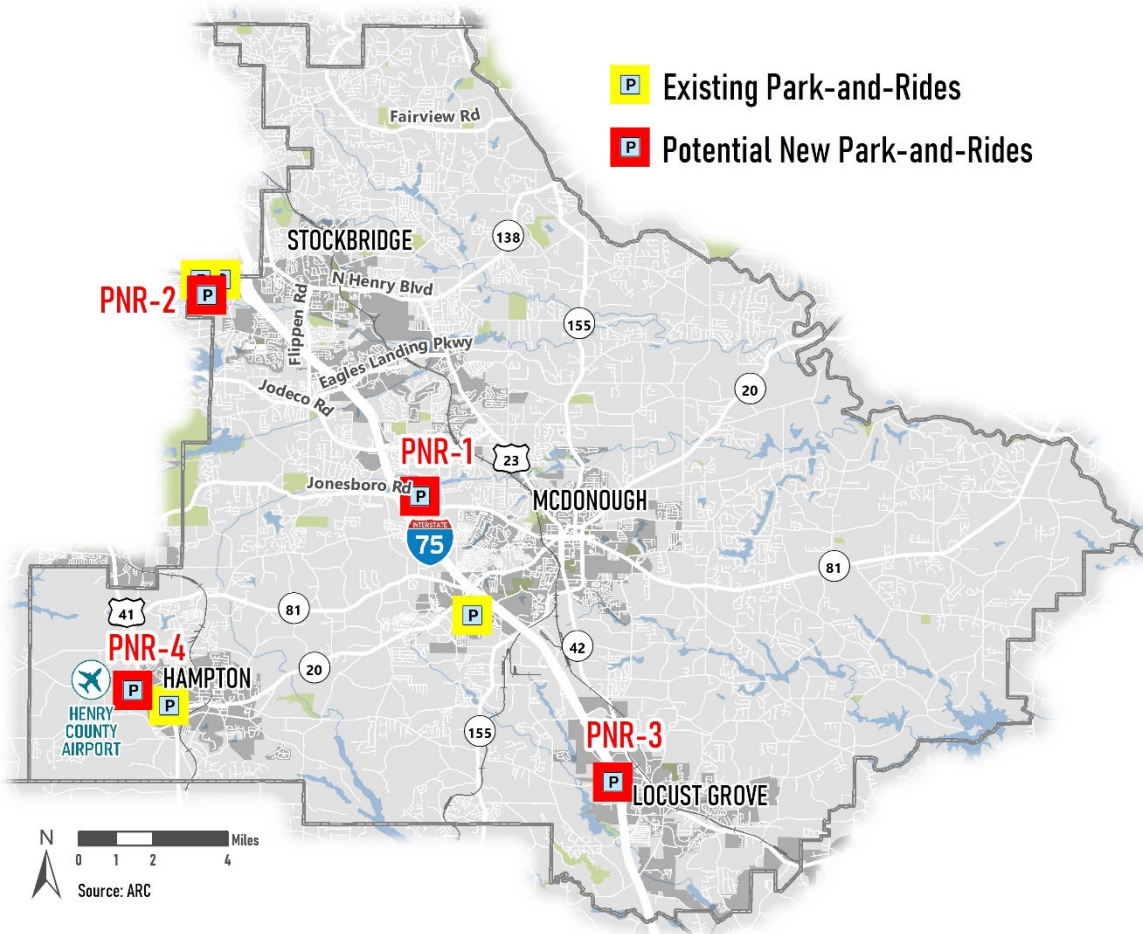 P Existing Park-and-Rides
P Potential New Park-and-Rides
Fairview Rd
STOCKBRIDGE
138
N Henry Blvd
PNR-2
P
Flippen Rd
155
Eagles Landing Pkwy
Jodeco Rd
20
PNR-1
23
Jonesboro Rd
P
MCDONOUGH
INTERSTATE
75
81
41
81
P
42
PNR-4
HAMPTON
20
P
P
HENRY
COUNTY
AIRPORT
155
PNR-3
P
LOCUST GROVE
N
Miles
0 1 2 4
Source: ARC